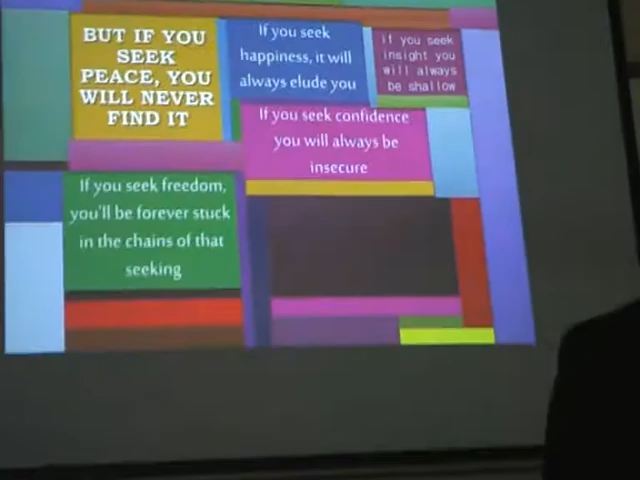 BUT IF YOU
SEEK
PEACE, YOU
WILL NEVER
FIND IT
If you seek
happiness, it will
always elude you
if you seek
insight you
will always
be shallow
If you seek confidence
you will always be
insecure
If you seek freedom,
you'll be forever stuck
in the chains of that
seeking